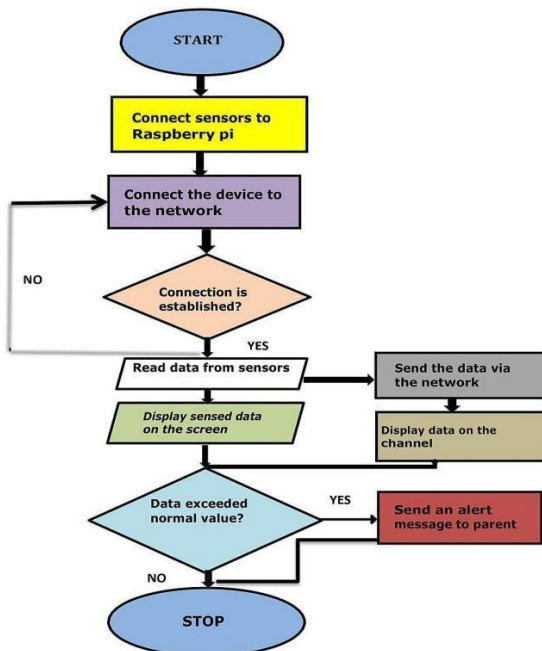 START
Connect sensors to
Raspberry pi
Connect the device to
the network
NO
Connection is
established?
YES
Read data from sensors
Send the data via
the network
Display sensed data
on the screen
Display data on the
channel
Data exceeded
normal value?
YES
Send an alert
message to parent
NO
STOP